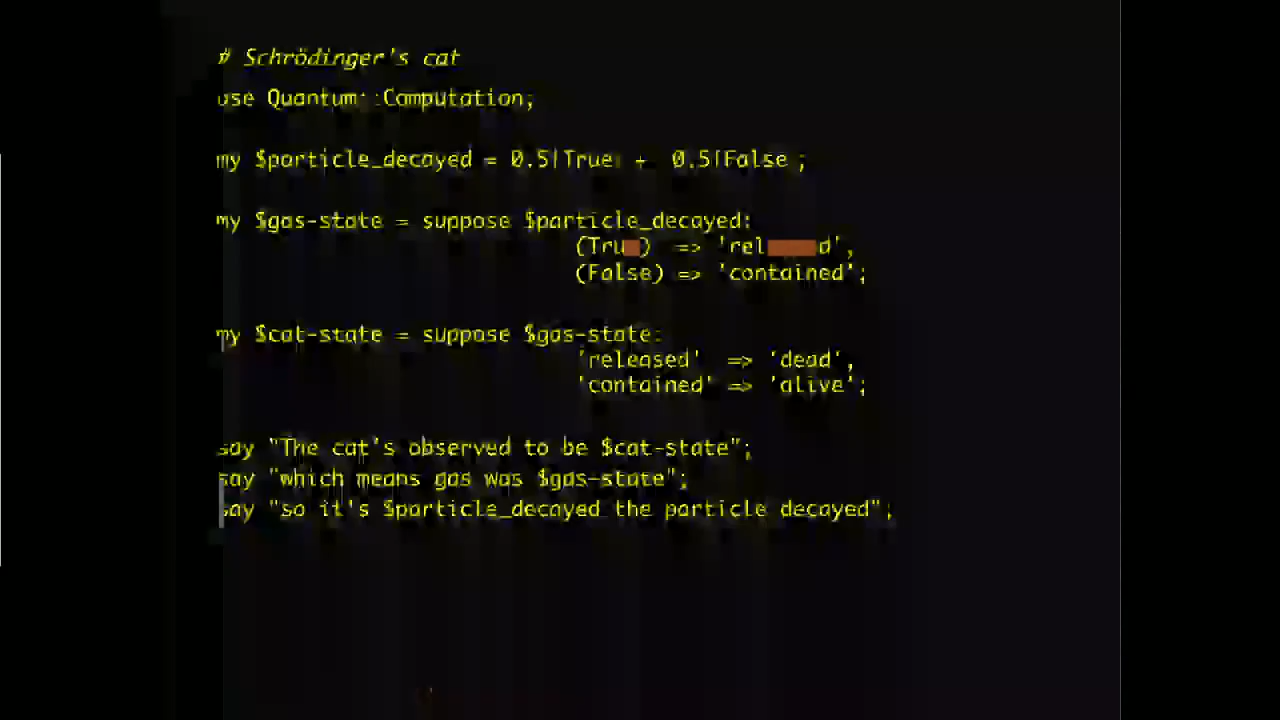 # Schrödinger's cat
use Quantum::Computation;
my $particle_decayed = 0.5|True⟩ + 0.5|False⟩;
my $gas-state = suppose $particle_decayed:
(True) => 'rel d',
(False) => 'contained';
my $cat-state = suppose $gas-state:
'released' => 'dead',
'contained' => 'alive';
say "The cat's observed to be $cat-state";
say "which means gas was $gas-state";
say "so it's $particle_decayed the particle decayed";